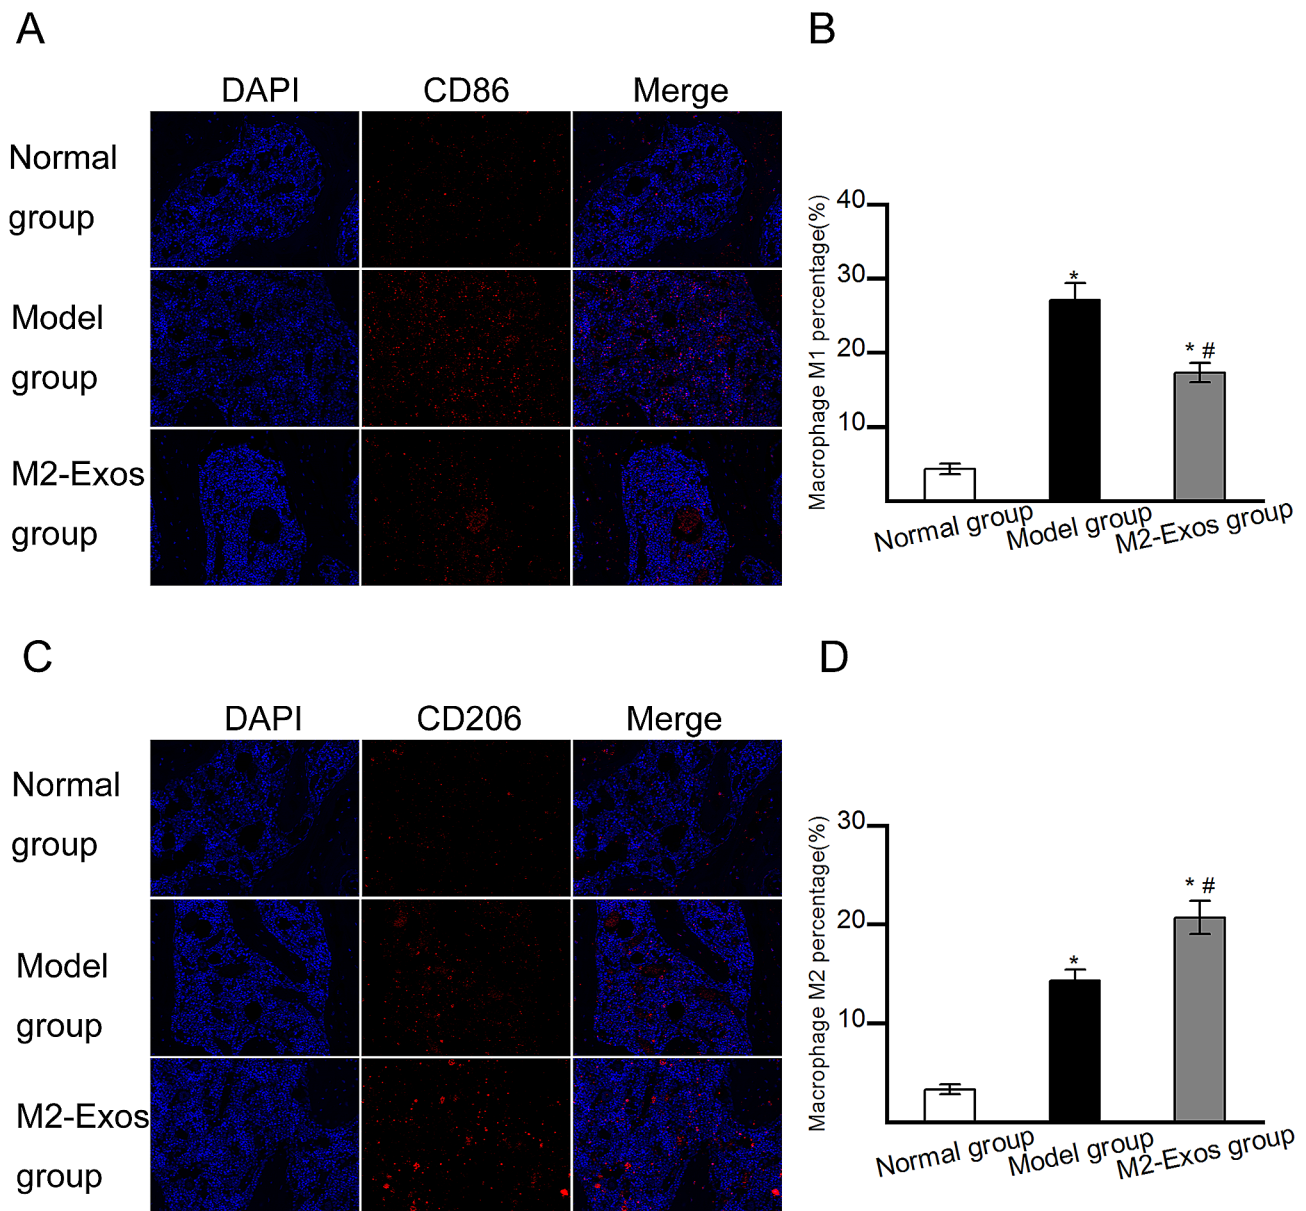 A
B
DAPI
CD86
Merge
Normal
group
Model
group
M2-Exos
group
Macrophage M1 percentage(%)
40
30
20
10
*
* #
Normal group
Model group
M2-Exos group
C
D
DAPI
CD206
Merge
Normal
group
Model
group
M2-Exos
group
Macrophage M2 percentage(%)
30
20
10
*
* #
Normal group
Model group
M2-Exos group